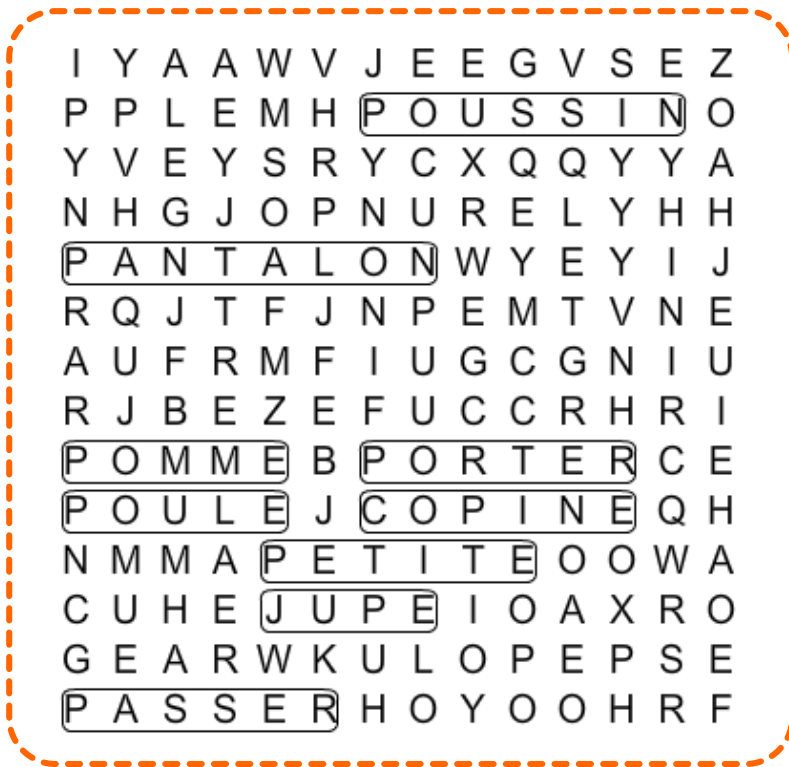 I Y A A W V J E E G V S E Z
P P L E M H P O U S S I N O
Y V E Y S R Y C X Q Q Y Y A
N H G J O P N U R E L Y H H
P A N T A L O N W Y E Y I J
R Q J T F J N P E M T V N E
A U F R M F I U G C G N I U
R J B E Z E F U C C R H R I
P O M M E B P O R T E R C E
P O U L E J C O P I N E Q H
N M M A P E T I T E O O W A
C U H E J U P E I O A X R O
G E A R W K U L O P E P S E
P A S S E R H O Y O O H R F